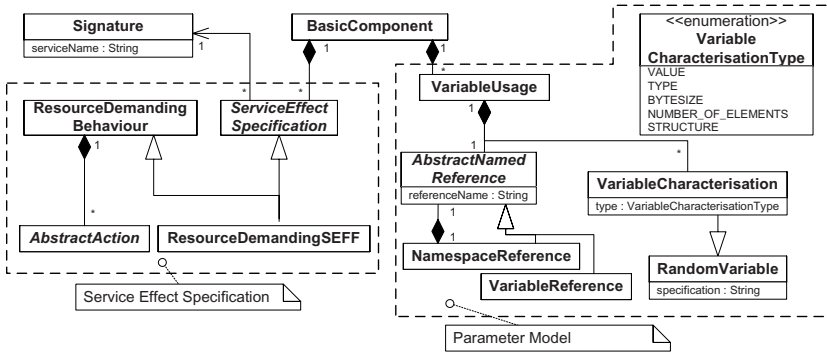 Signature
serviceName : String
1
*
BasicComponent
1
*
1
*
<<enumeration>>
Variable
CharacterisationType
VALUE
TYPE
BYTESIZE
NUMBER_OF_ELEMENTS
STRUCTURE
ResourceDemanding
Behaviour
1
*
ServiceEffect
Specification
AbstractAction
ResourceDemandingSEFF
Service Effect Specification
VariableUsage
1
1
*
AbstractNamed
Reference
referenceName : String
1
1
NamespaceReference
VariableReference
VariableCharacterisation
type : VariableCharacterisationType
RandomVariable
specification : String
Parameter Model